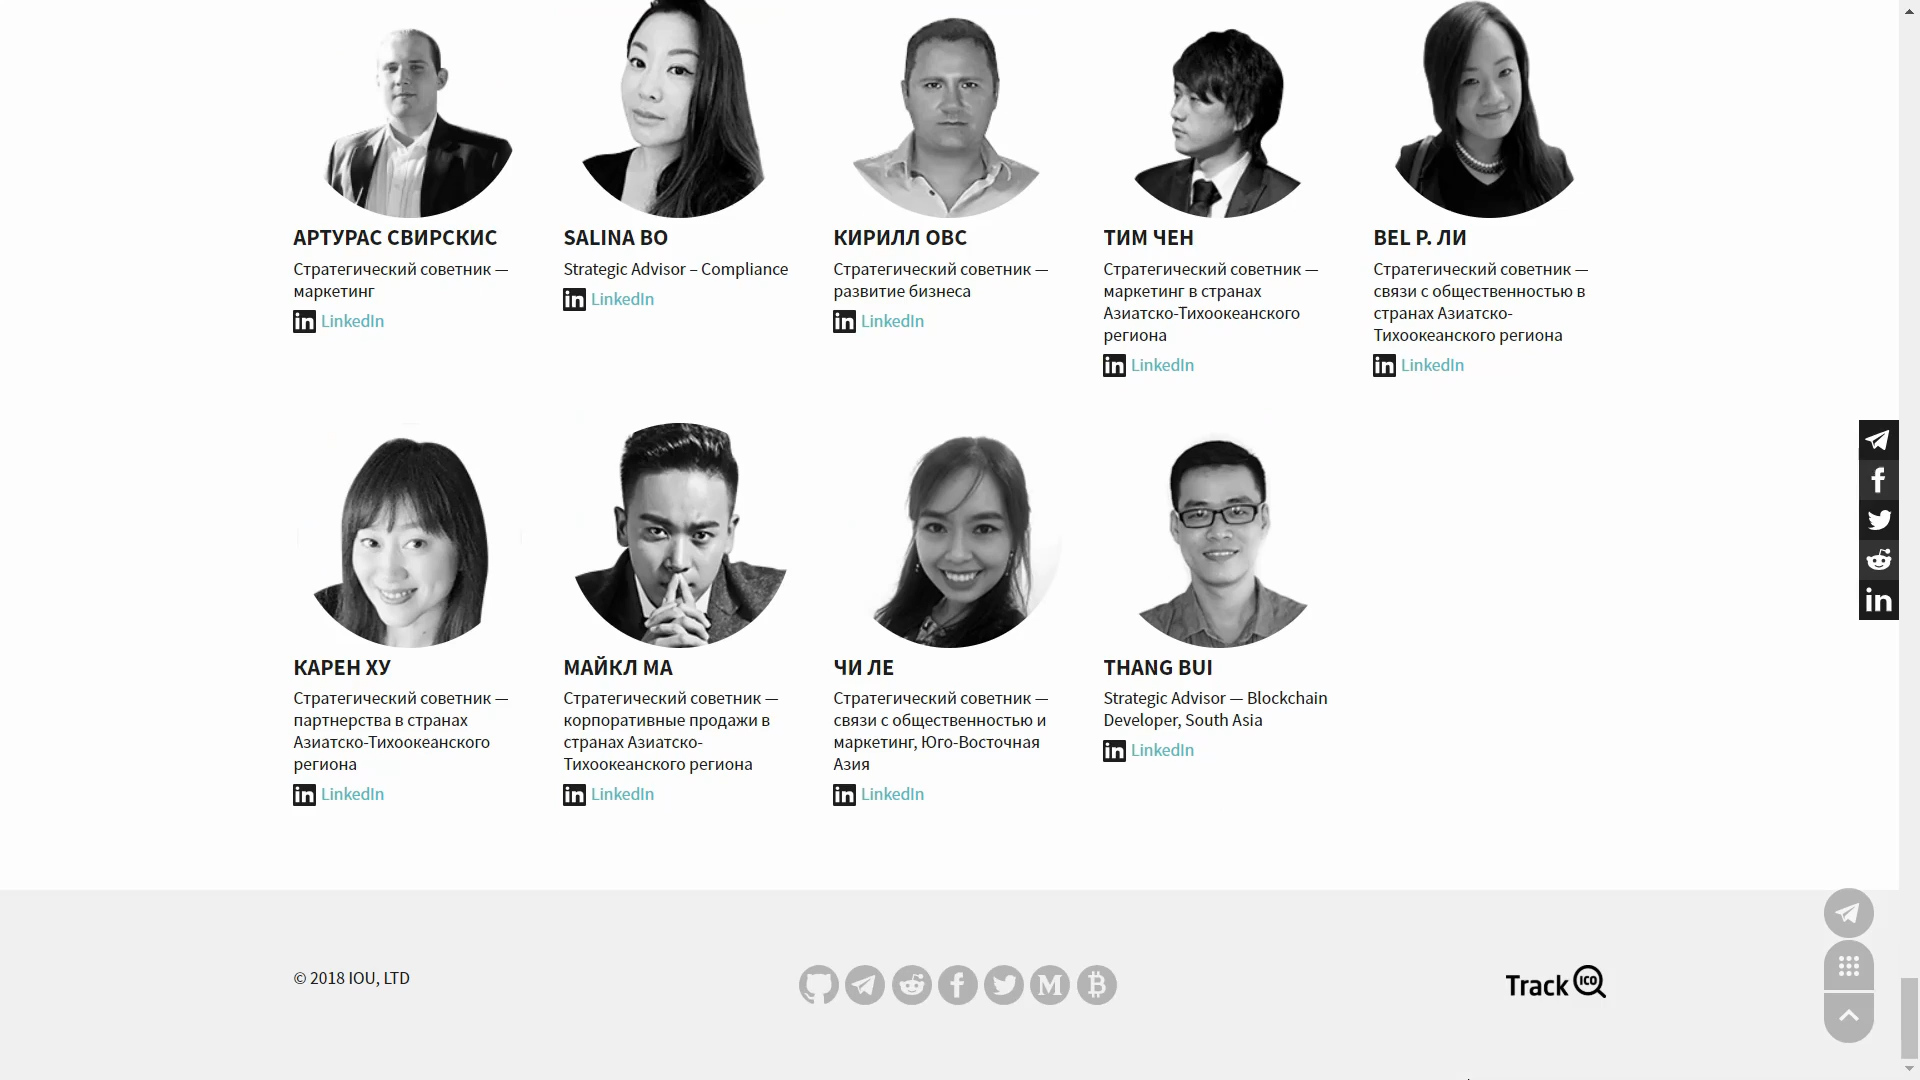 АРТУРАС СВИРСКИС
Стратегический советник —
маркетинг
LinkedIn
SALINA BO
Strategic Advisor – Compliance
LinkedIn
КИРИЛЛ ОВС
Стратегический советник —
развитие бизнеса
LinkedIn
ТИМ ЧЕН
Стратегический советник —
маркетинг в странах
Азиатско-Тихоокеанского
региона
LinkedIn
BEL Р. ЛИ
Стратегический советник —
связи с общественностью в
странах Азиатско-
Тихоокеанского региона
LinkedIn
КАРЕН ХУ
Стратегический советник —
партнерства в странах
Азиатско-Тихоокеанского
региона
LinkedIn
МАЙКЛ МА
Стратегический советник —
корпоративные продажи в
странах Азиатско-
Тихоокеанского региона
LinkedIn
ЧИ ЛЕ
Стратегический советник —
связи с общественностью и
маркетинг, Юго-Восточная
Азия
LinkedIn
THANG BUI
Strategic Advisor — Blockchain
Developer, South Asia
LinkedIn
© 2018 IOU, LTD
Track ICO